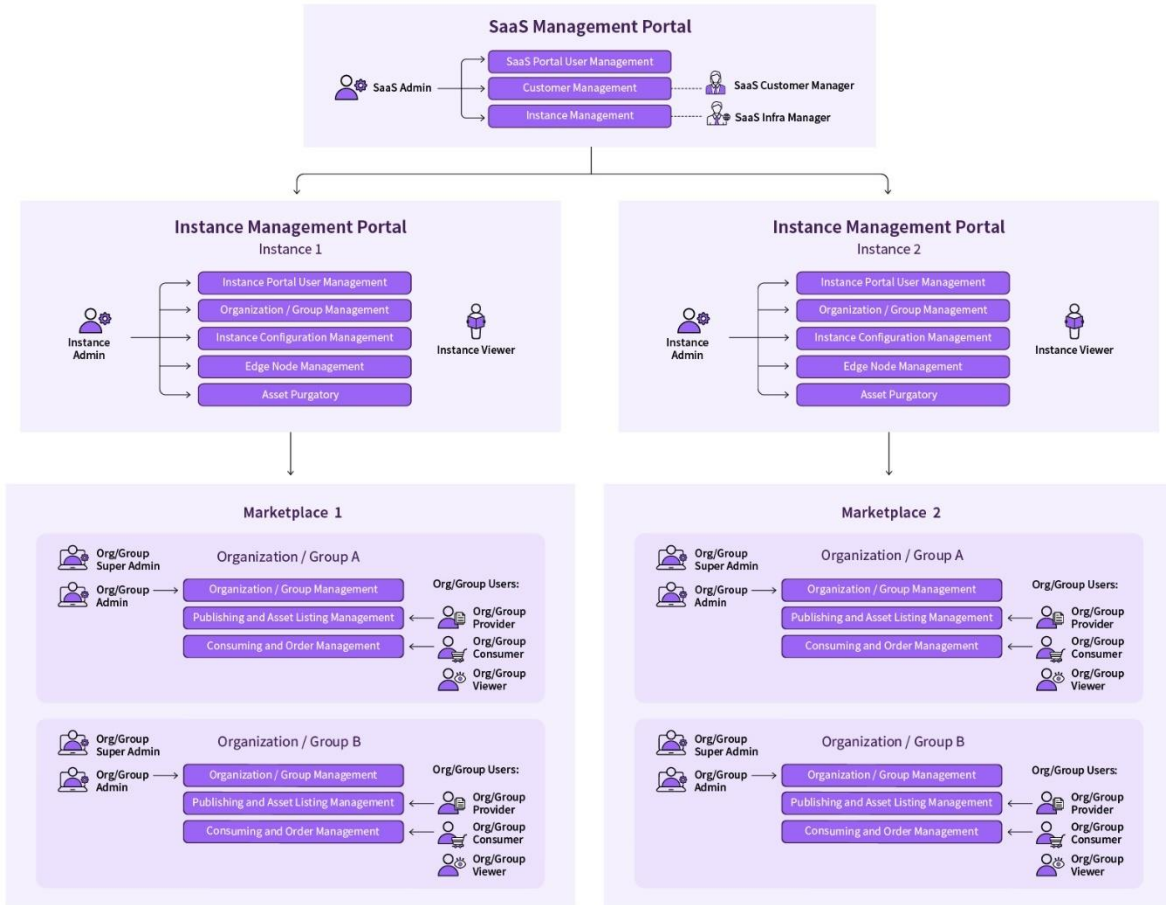 SaaS Management Portal
SaaS Admin
SaaS Portal User Management
Customer Management
Instance Management
SaaS Customer Manager
SaaS Infra Manager
Instance Management Portal
Instance 1
Instance
Admin
Instance Portal User Management
Organization / Group Management
Instance Configuration Management
Edge Node Management
Asset Purgatory
Instance Viewer
Instance Management Portal
Instance 2
Instance
Admin
Instance Portal User Management
Organization / Group Management
Instance Configuration Management
Edge Node Management
Asset Purgatory
Instance Viewer
Marketplace 1
Organization / Group A
Org/Group
Super Admin
Org/Group
Admin
Organization / Group Management
Publishing and Asset Listing Management
Consuming and Order Management
Org/Group Users:
Org/Group
Provider
Org/Group
Consumer
Org/Group
Viewer
Organization / Group B
Org/Group
Super Admin
Org/Group
Admin
Organization / Group Management
Publishing and Asset Listing Management
Consuming and Order Management
Org/Group Users:
Org/Group
Provider
Org/Group
Consumer
Org/Group
Viewer
Marketplace 2
Organization / Group A
Org/Group
Super Admin
Org/Group
Admin
Organization / Group Management
Publishing and Asset Listing Management
Consuming and Order Management
Org/Group Users:
Org/Group
Provider
Org/Group
Consumer
Org/Group
Viewer
Organization / Group B
Org/Group
Super Admin
Org/Group
Admin
Organization / Group Management
Publishing and Asset Listing Management
Consuming and Order Management
Org/Group Users:
Org/Group
Provider
Org/Group
Consumer
Org/Group
Viewer